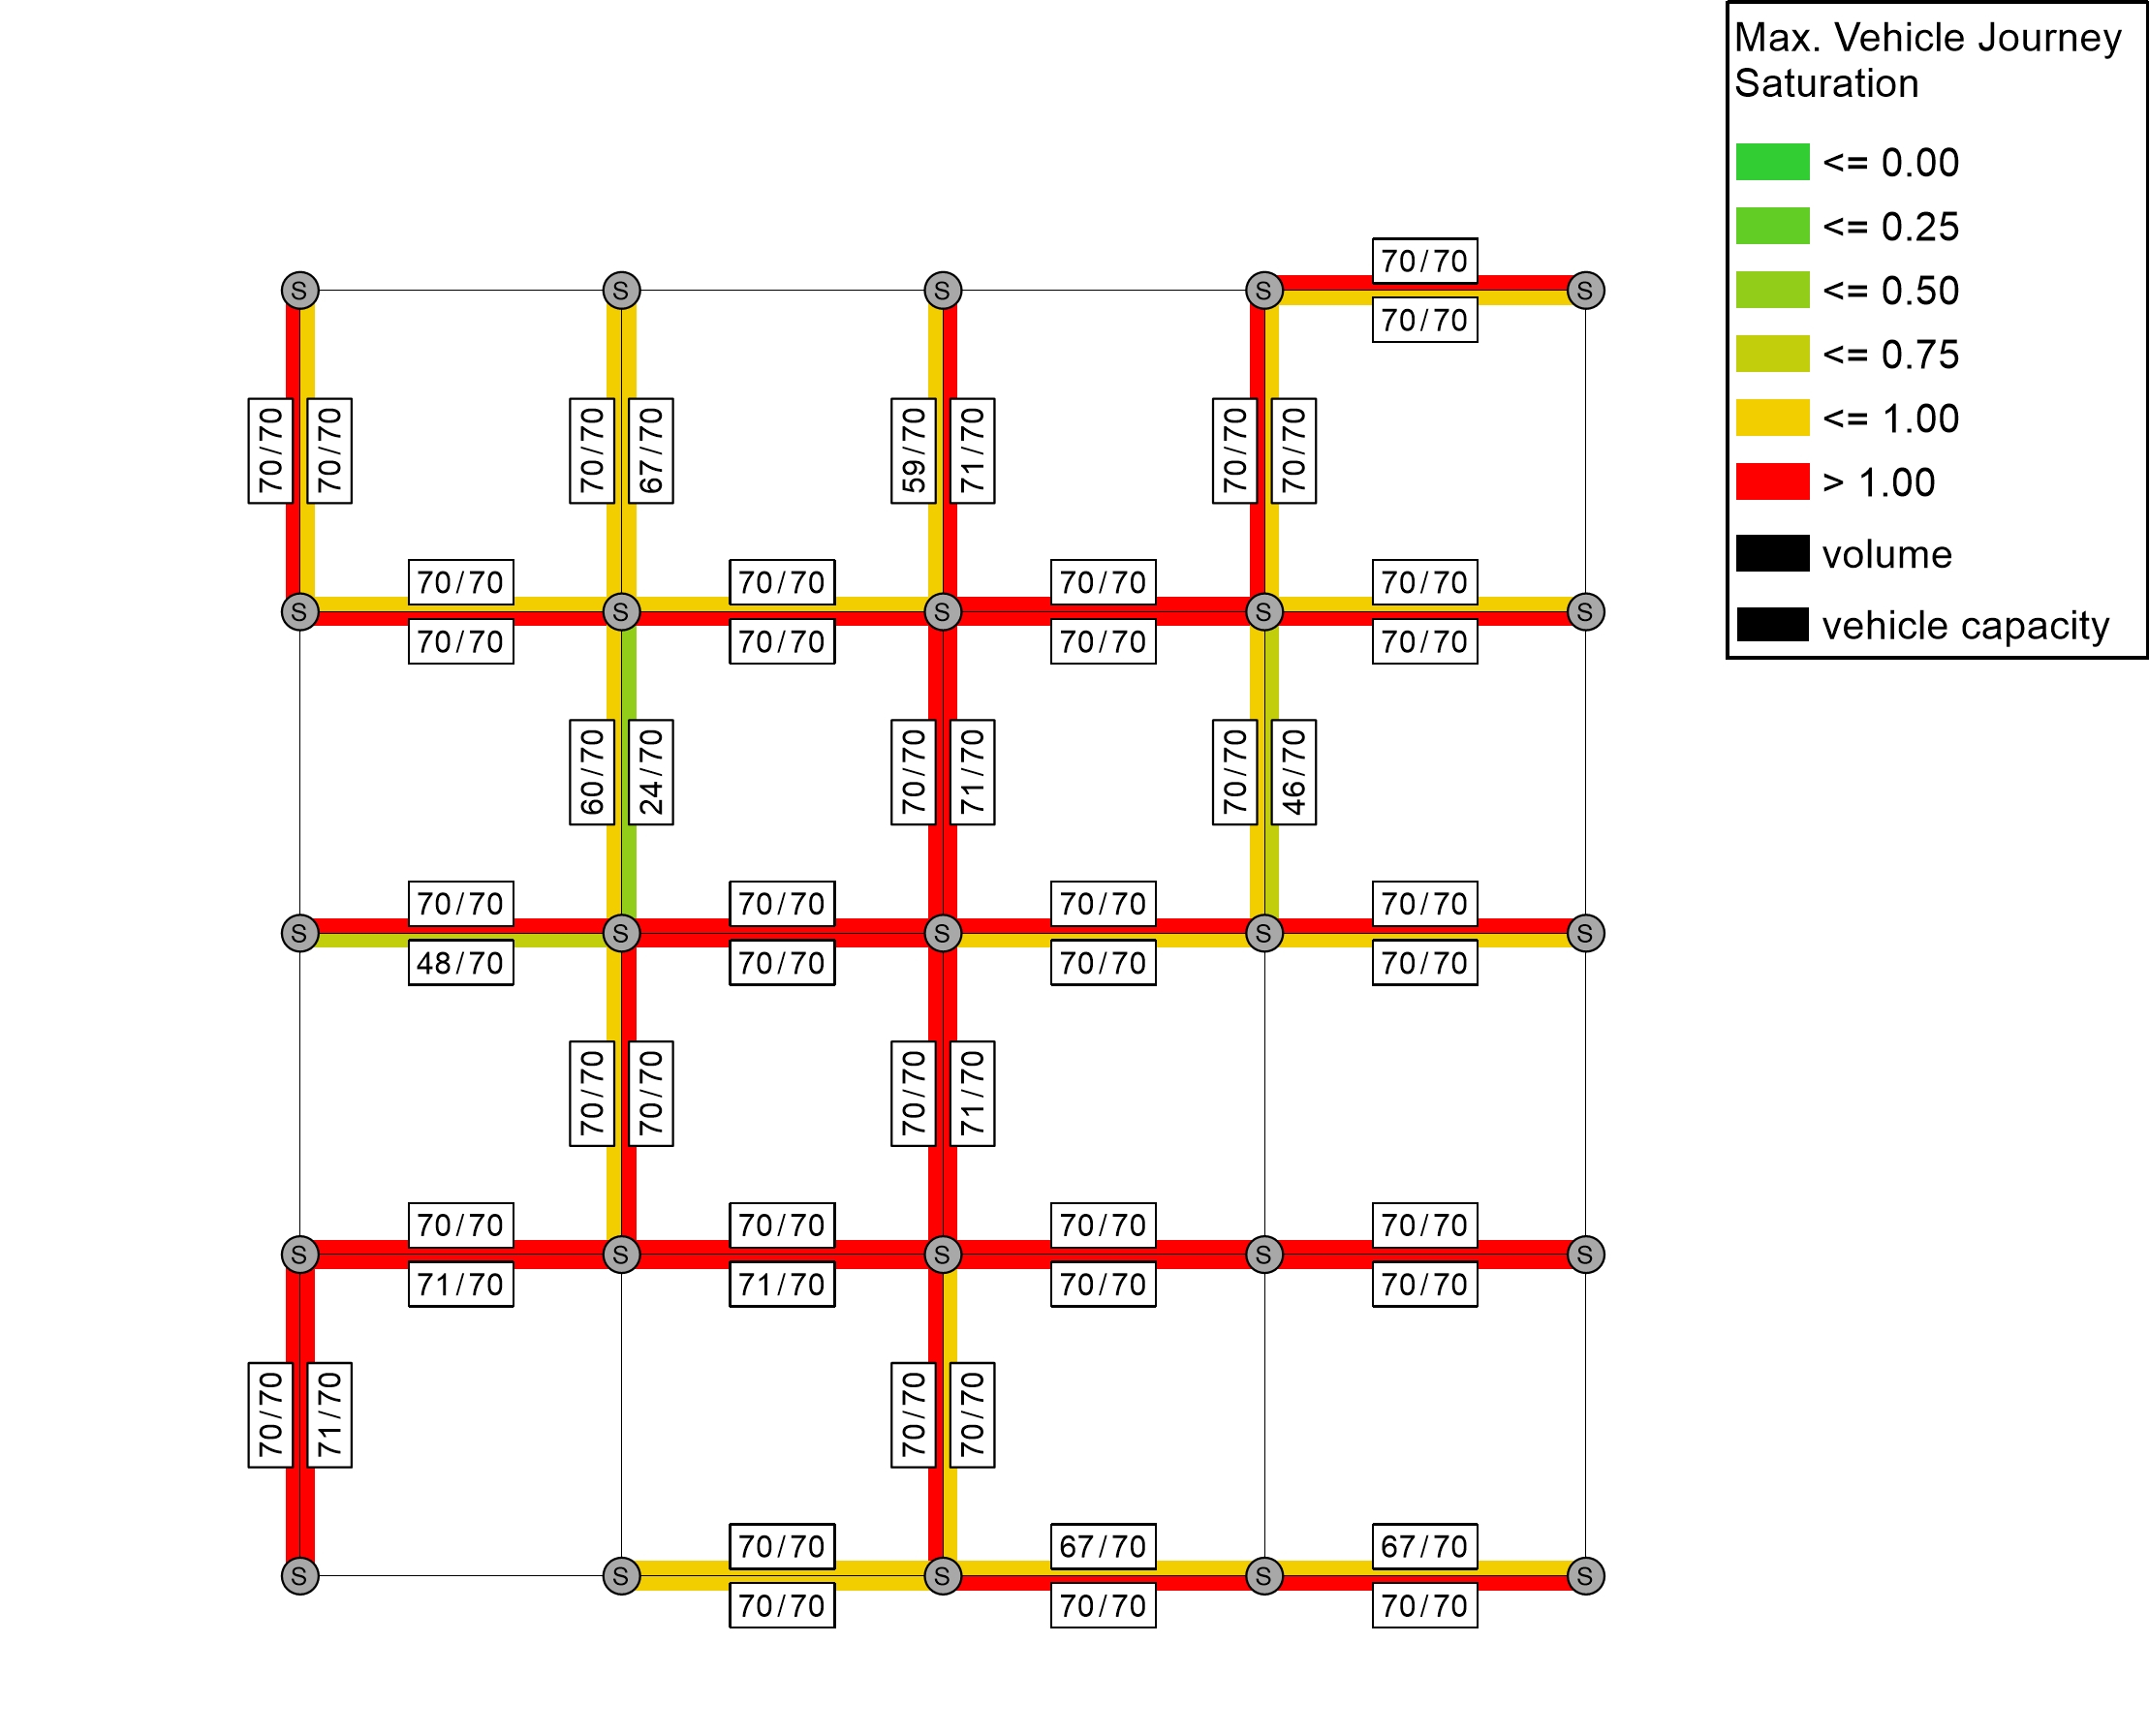 Max. Vehicle Journey
Saturation
<= 0.00
<= 0.25
<= 0.50
<= 0.75
<= 1.00
> 1.00
volume
vehicle capacity
70/70
S S S S S
70/70
70/70 70/70 70/70 67/70 59/70 71/70 70/70 70/70
70/70 70/70 70/70 70/70
S S S S S
70/70 70/70 70/70 70/70
60/70 24/70 70/70 71/70 70/70 46/70
70/70 70/70 70/70 70/70
S S S S S
48/70 70/70 70/70 70/70
70/70 70/70 70/70 71/70
70/70 70/70 70/70 70/70
S S S S S
71/70 71/70 70/70 70/70
70/70 71/70 70/70 70/70
70/70 67/70 67/70
S S S S S
70/70 70/70 70/70